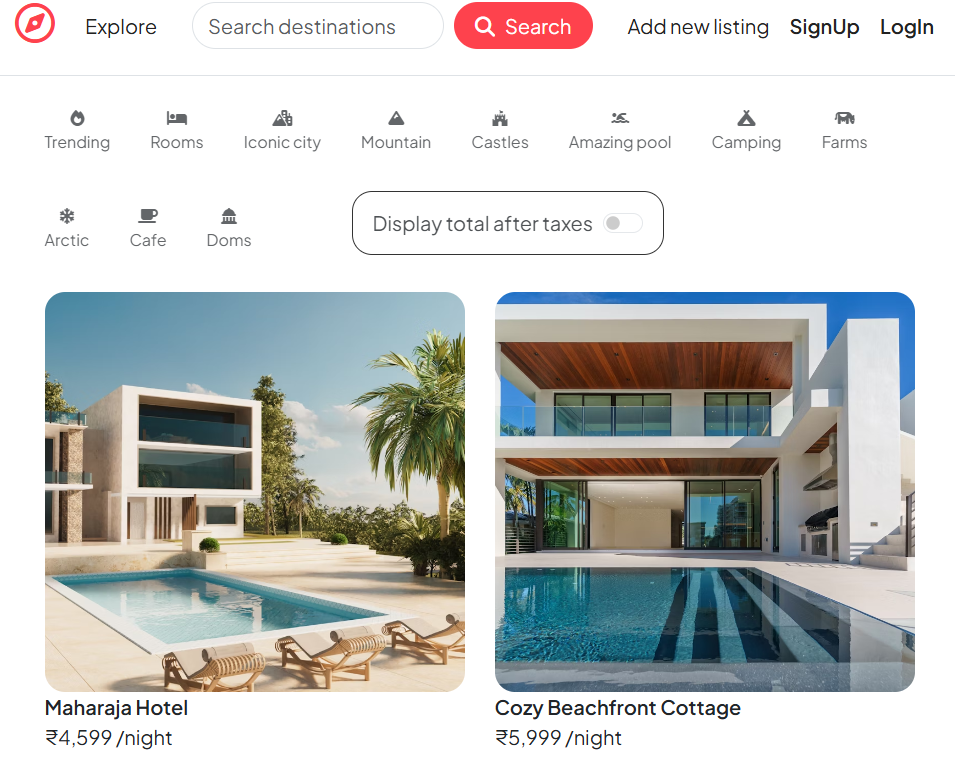 Explore Search destinations Search Add new listing SignUp LogIn
Trending Rooms Iconic city Mountain Castles Amazing pool Camping Farms
Arctic Cafe Doms Display total after taxes
Maharaja Hotel Cozy Beachfront Cottage
₹4,599 /night ₹5,999 /night